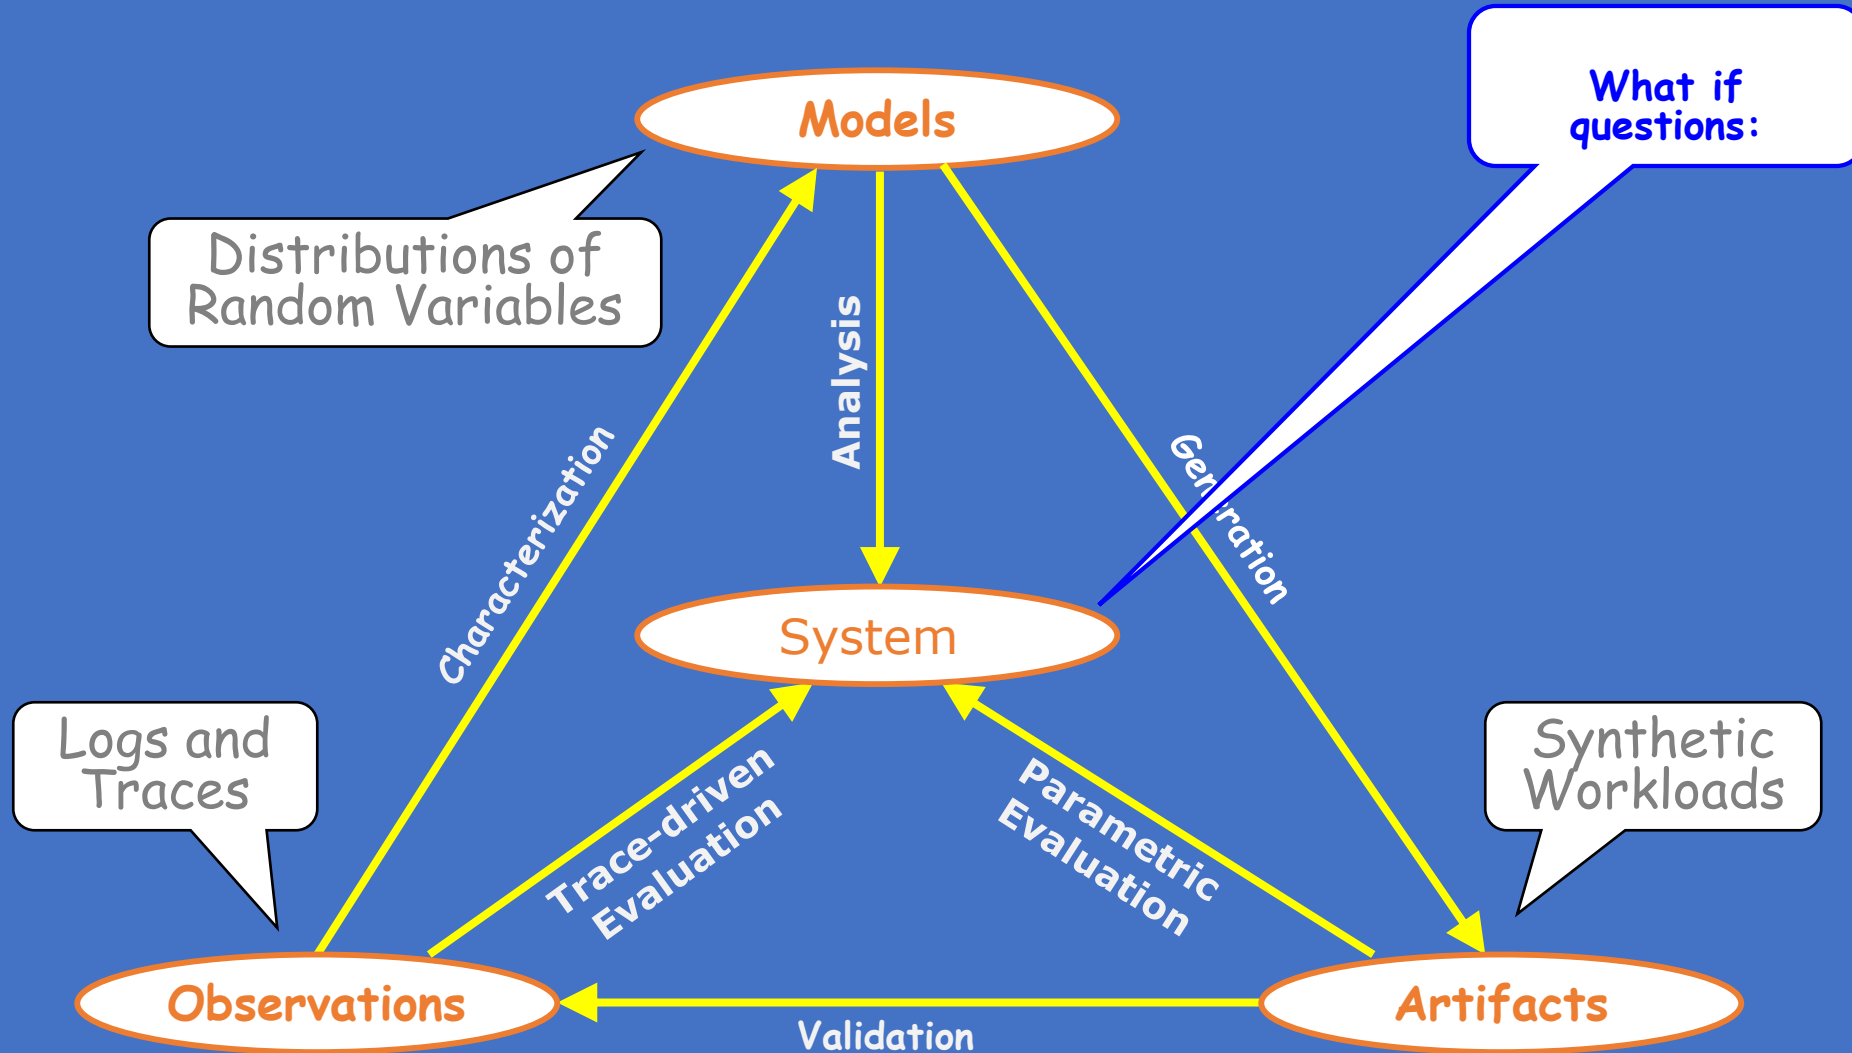 Models
What if
questions:
Distributions of
Random Variables
Analysis
Characterization
Generation
System
Logs and
Traces
Trace-driven
Evaluation
Parametric
Evaluation
Synthetic
Workloads
Observations
Artifacts
Validation